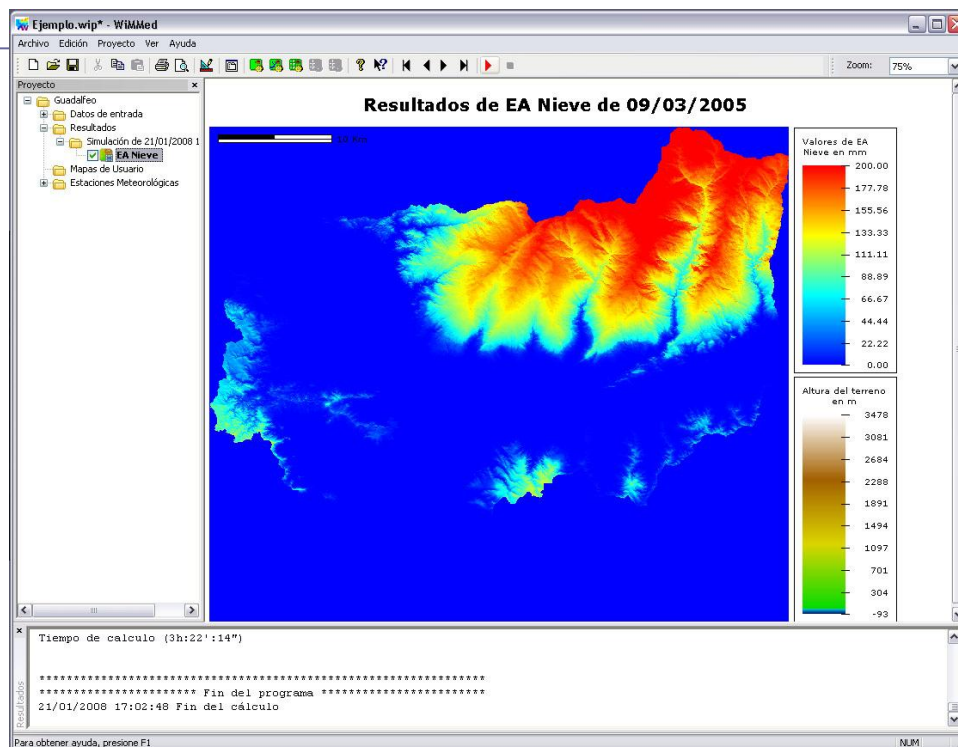 Ejemplo.wip* - WiMMed
Archivo Edición Proyecto Ver Ayuda
Zoom: 75%
Proyecto
Guadalfeo
Datos de entrada
Resultados
Simulación de 21/01/2008 1
EA Nieve
Mapas de Usuario
Estaciones Meteorológicas
Resultados de EA Nieve de 09/03/2005
Km
Valores de EA
Nieve en mm
200.00
177.78
155.56
133.33
111.11
88.89
66.67
44.44
22.22
0.00
Altura del terreno
en m
3478
3081
2684
2288
1891
1494
1097
701
304
-93
Resultados
Tiempo de calculo (3h:22':14")
*****************************************************************
*********************** Fin del programa ************************
21/01/2008 17:02:48 Fin del cálculo
Para obtener ayuda, presione F1
NUM